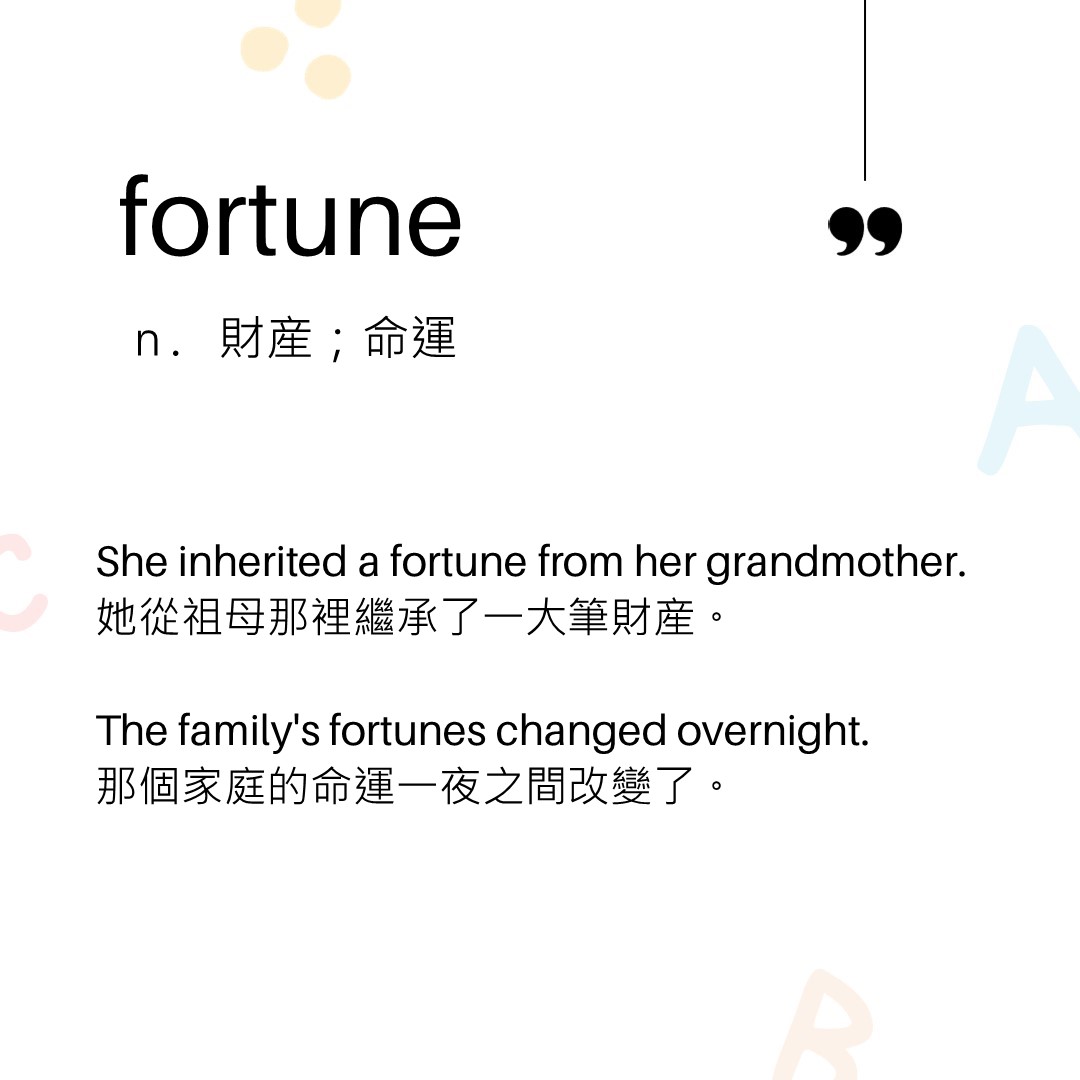 fortune
”
n. 財産；命運
She inherited a fortune from her grandmother.
她從祖母那裡繼承了一大筆財産。
The family's fortunes changed overnight.
那個家庭的命運一夜之間改變了。
A
C
B